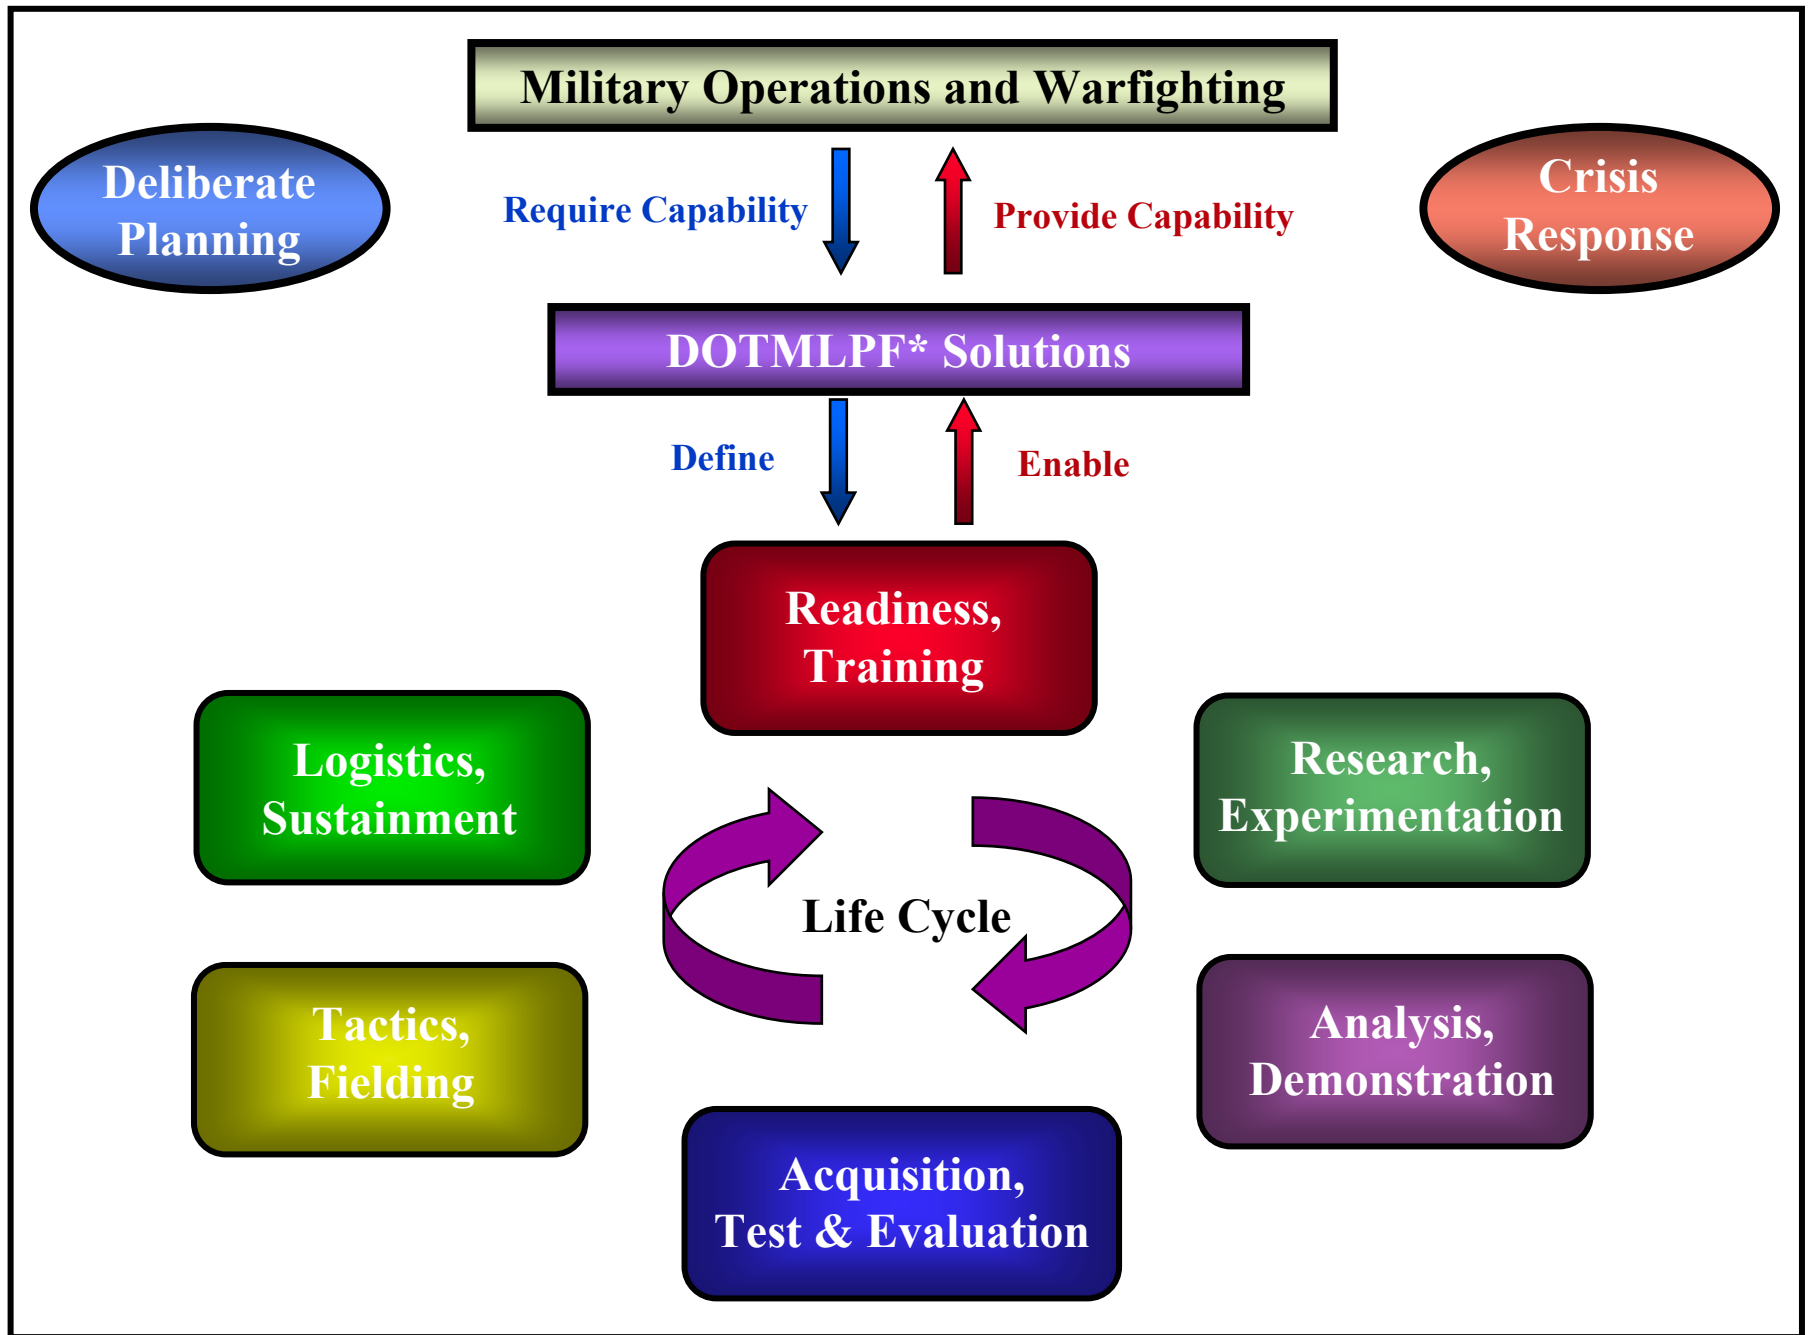 Military Operations and Warfighting
Deliberate
Planning
Require Capability
Provide Capability
Crisis
Response
DOTMLPF* Solutions
Define
Enable
Readiness,
Training
Logistics,
Sustainment
Research,
Experimentation
Life Cycle
Tactics,
Fielding
Analysis,
Demonstration
Acquisition,
Test & Evaluation